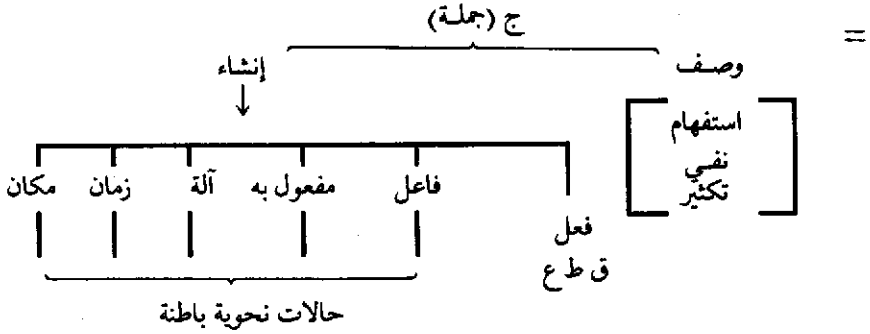 =
ج (جملة)
وصف
إنشاء
استفهام
نفي
تكثير
فاعل مفعول به آلة زمان مكان
فعل
ق ط ع
حالات نحوية باطنة